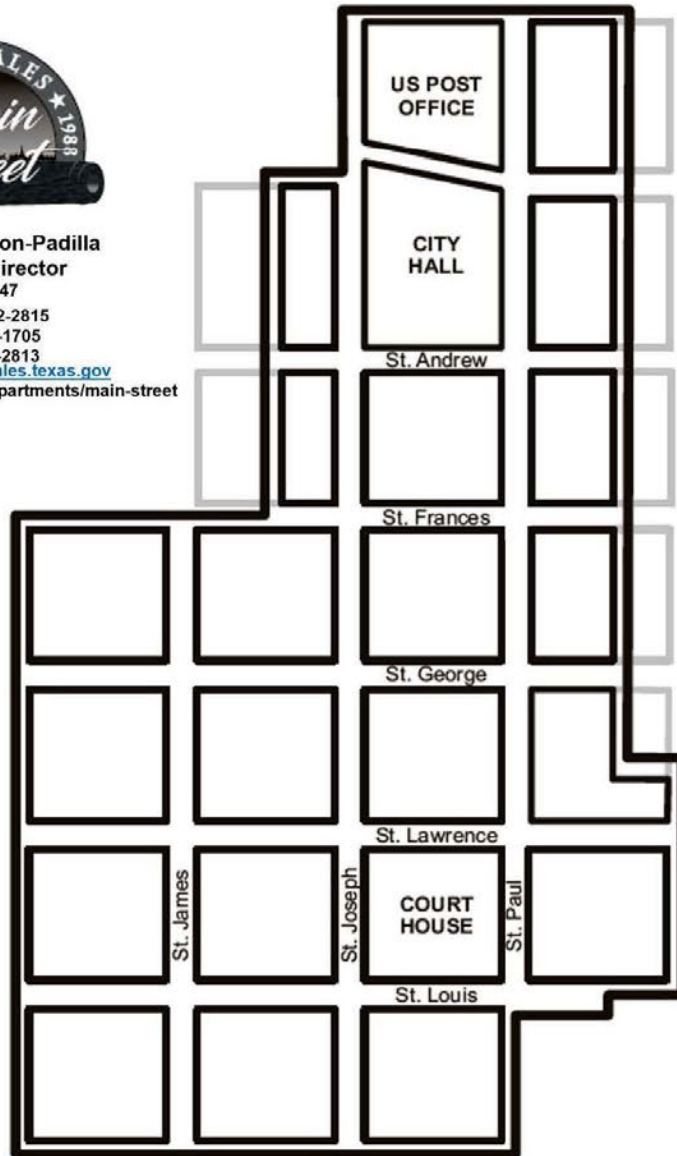 1988
on-Padilla
irector
47
2-2815
-1705
-2813
ales.texas.gov
partments/main-street
US POST
OFFICE
CITY
HALL
St. Andrew
St. Frances
St. George
St. Lawrence
St. James
St. Joseph
COURT
HOUSE
St. Paul
St. Louis